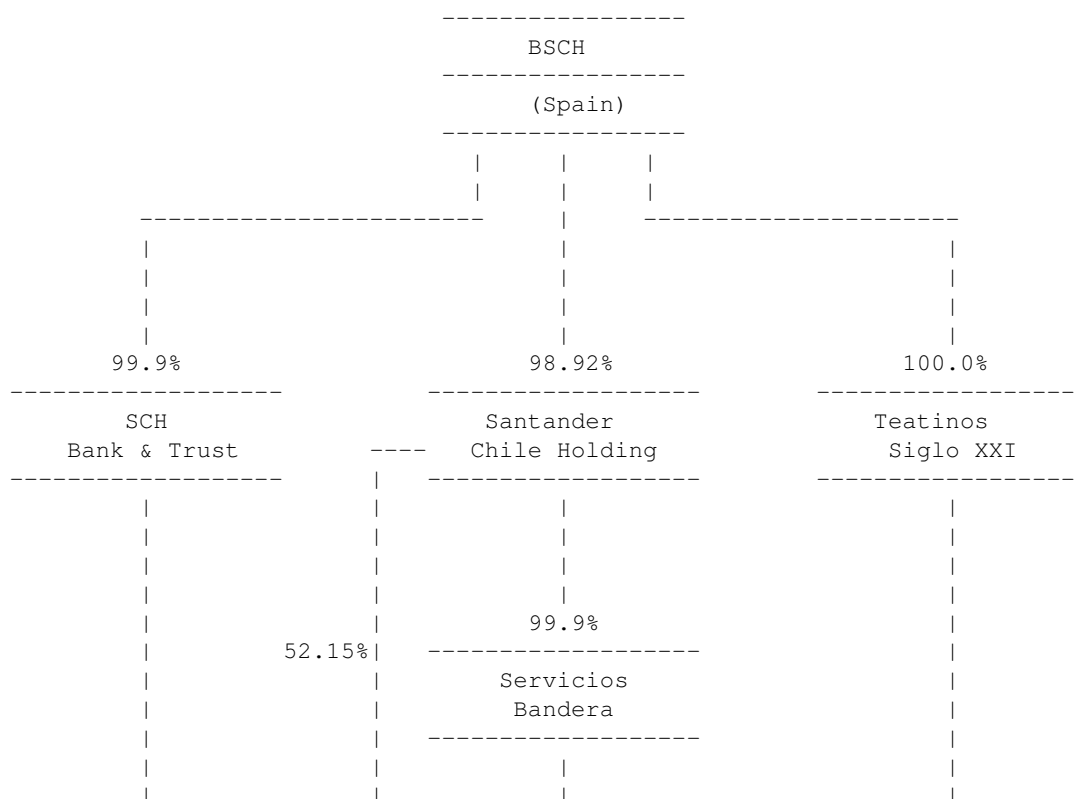 BSCH
(Spain)
99.9% 98.92% 100.0%
SCH Santander Teatinos
Bank & Trust Chile Holding Siglo XXI
99.9%
52.15%
Servicios
Bandera